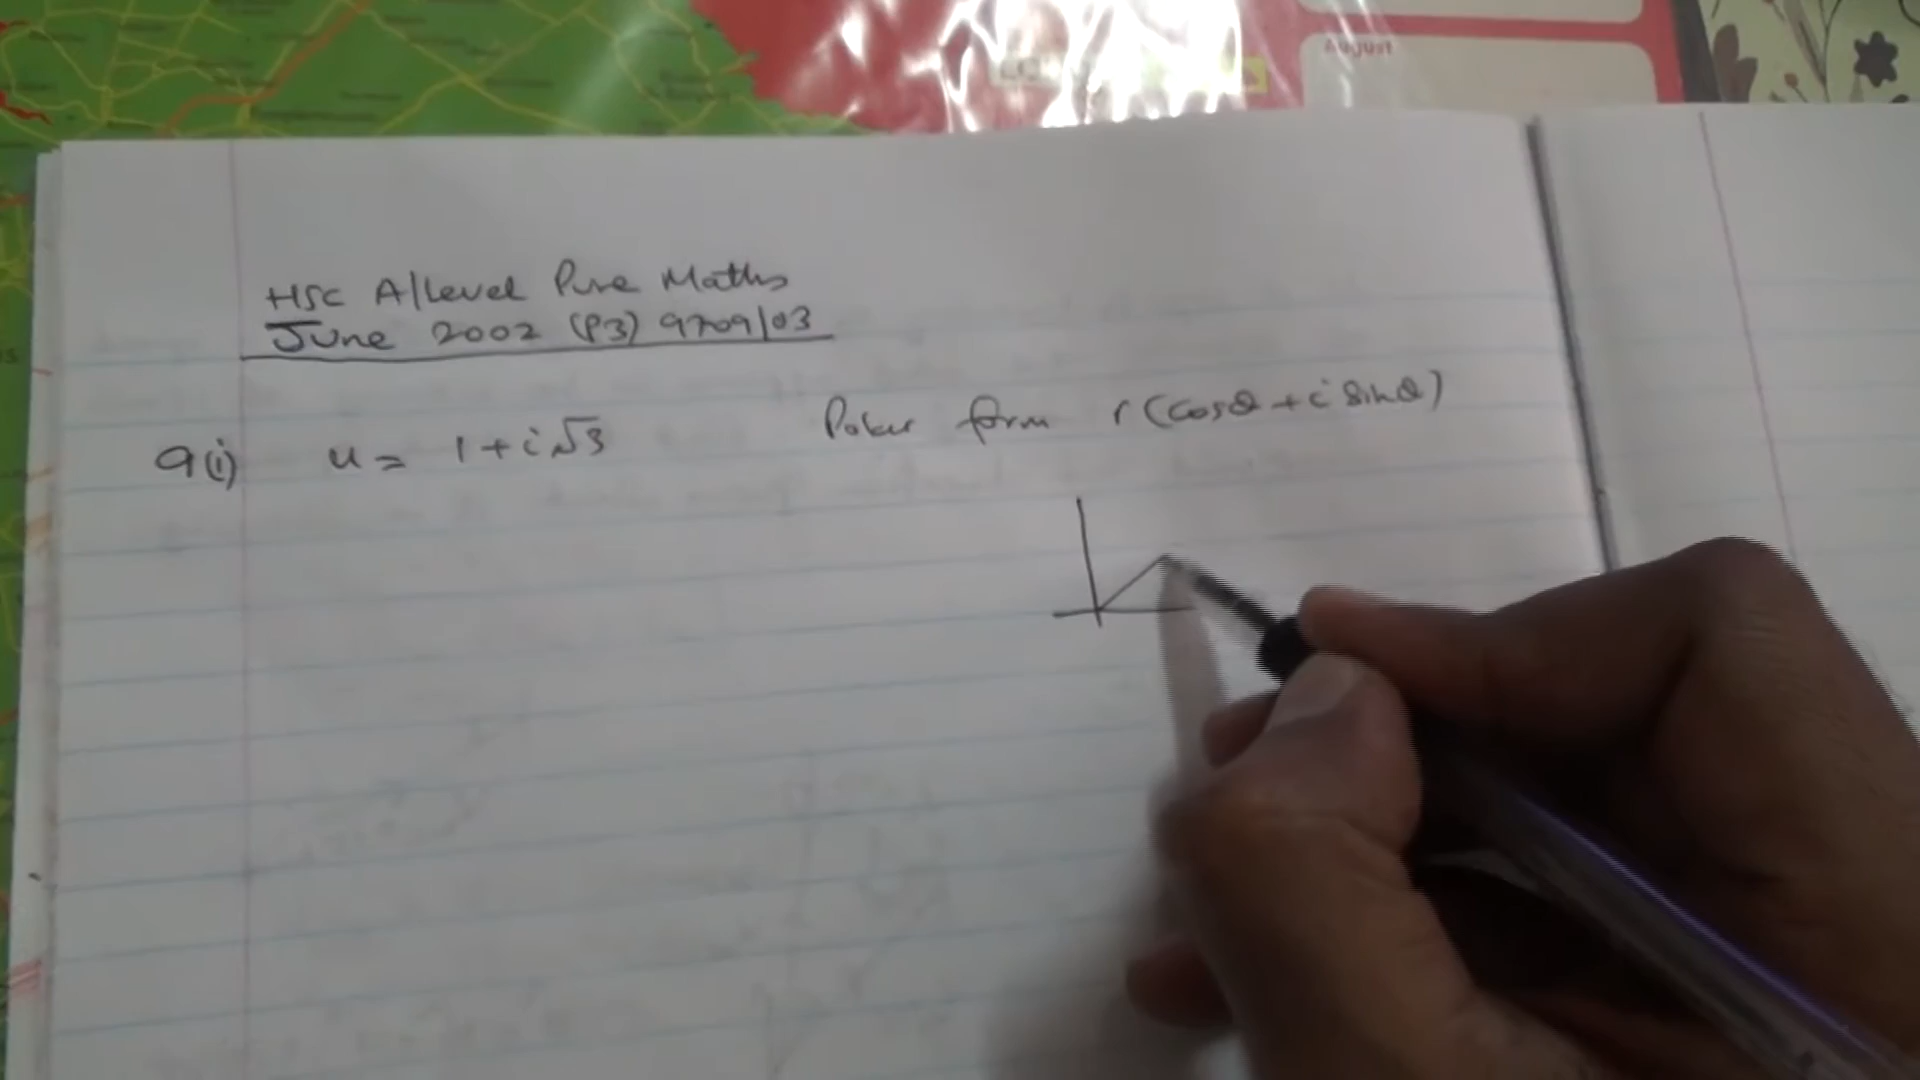 August
HSC A/Level Pure Maths
June 2002 (P3) 9709/03
9(i) u = 1 + i√3 Polar form r(cosθ + i sinθ)